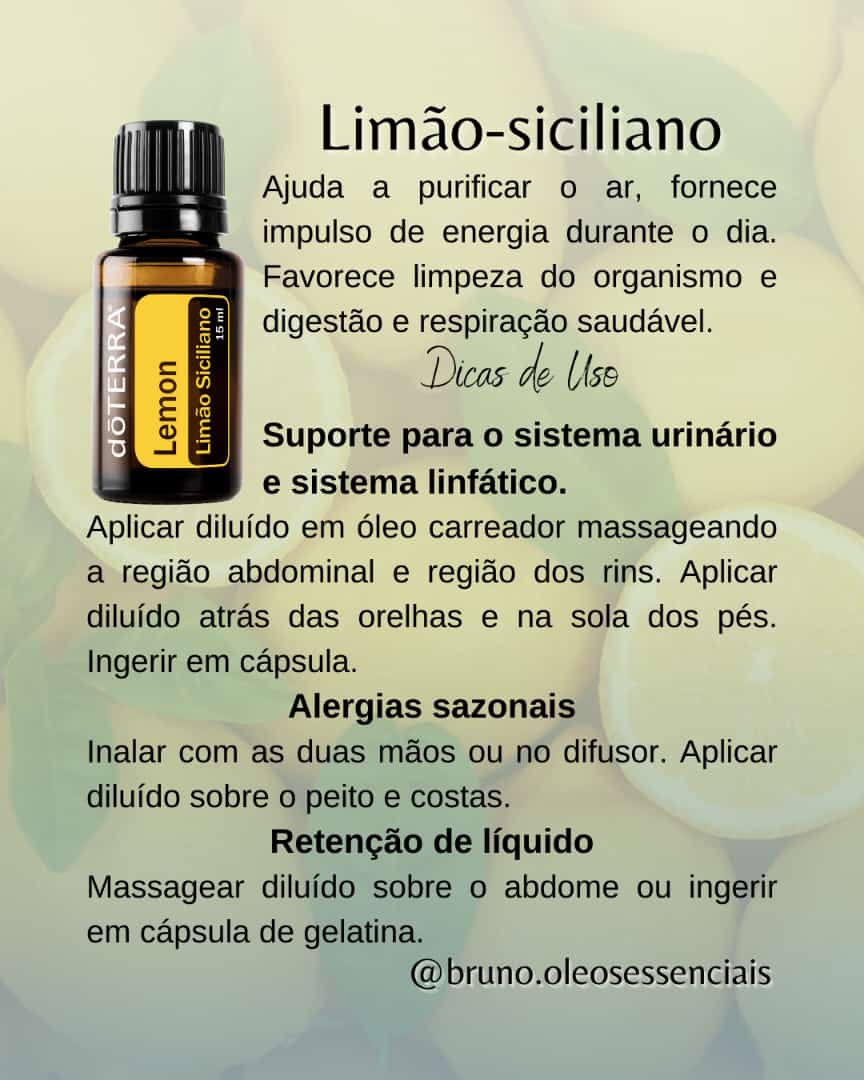 Limão-siciliano
Ajuda a purificar o ar, fornece
impulso de energia durante o dia.
Favorece limpeza do organismo e
digestão e respiração saudável.
dōTERRA®
Lemon
Limão Siciliano
15 ml
Dicas de Uso
Suporte para o sistema urinário
e sistema linfático.
Aplicar diluído em óleo carreador massageando
a região abdominal e região dos rins. Aplicar
diluído atrás das orelhas e na sola dos pés.
Ingerir em cápsula.
Alergias sazonais
Inalar com as duas mãos ou no difusor. Aplicar
diluído sobre o peito e costas.
Retenção de líquido
Massagear diluído sobre o abdome ou ingerir
em cápsula de gelatina.
@bruno.oleosessenciais